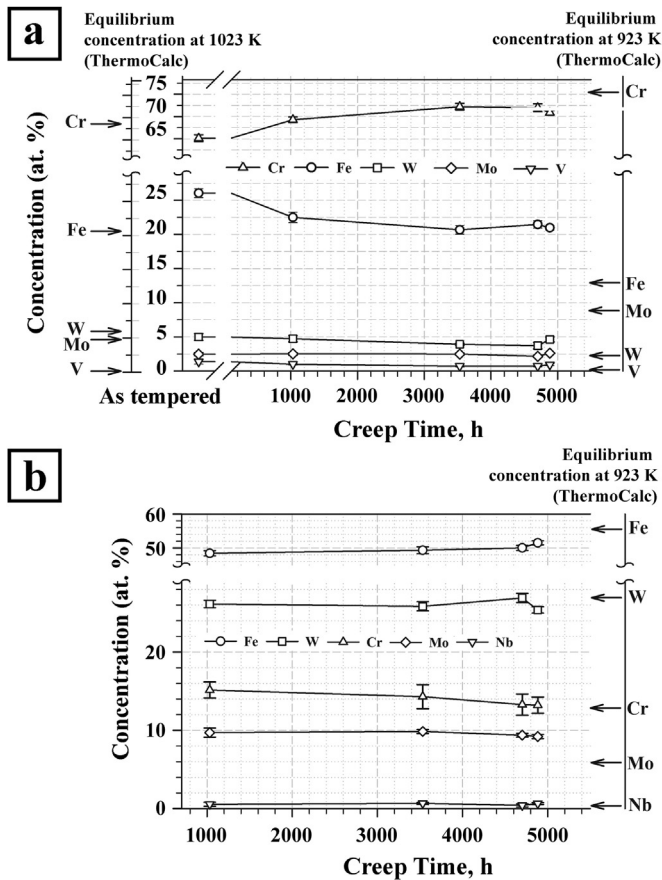 a
Equilibrium
concentration at 1023 K
(ThermoCalc)
Equilibrium
concentration at 923 K
(ThermoCalc)
Concentration (at. %)
75
70
65
25
20
15
10
5
0
Cr
Fe
W
Mo
V
Cr Fe W Mo V
Cr
Fe
Mo
W
V
As tempered 1000 2000 3000 4000 5000
Creep Time, h
b
Equilibrium
concentration at 923 K
(ThermoCalc)
Concentration (at. %)
60
50
20
10
0
Fe W Cr Mo Nb
Fe
W
Cr
Mo
Nb
1000 2000 3000 4000 5000 6000
Creep Time, h